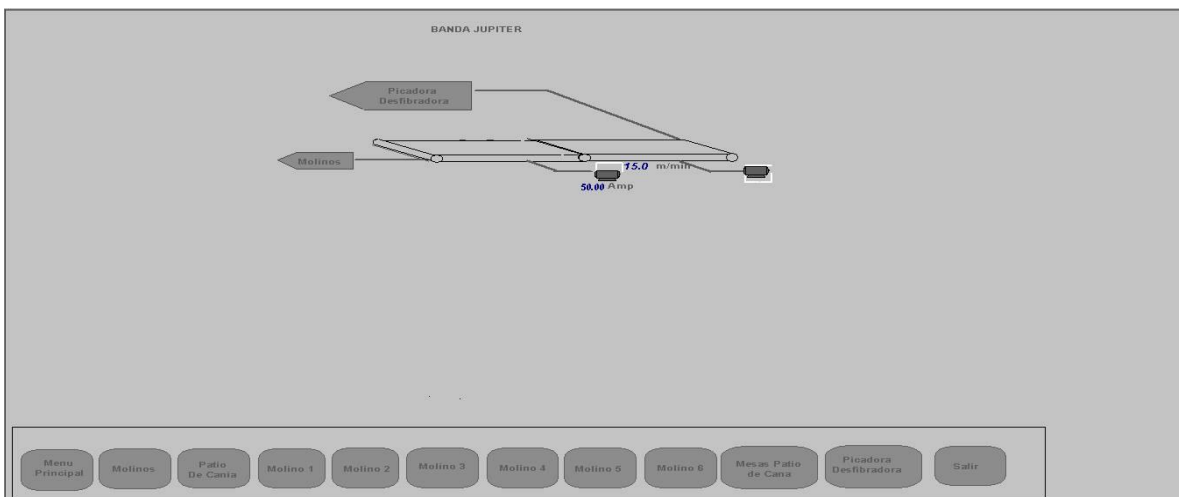 BANDA JUPITER
Picadora
Desfibradora
Molinos
15.0 m/min
50.00 Amp
Menu
Principal
Molinos
Patio
De Cania
Molino 1
Molino 2
Molino 3
Molino 4
Molino 5
Molino 6
Mesas Patio
de Cana
Picadora
Desfibradora
Salir